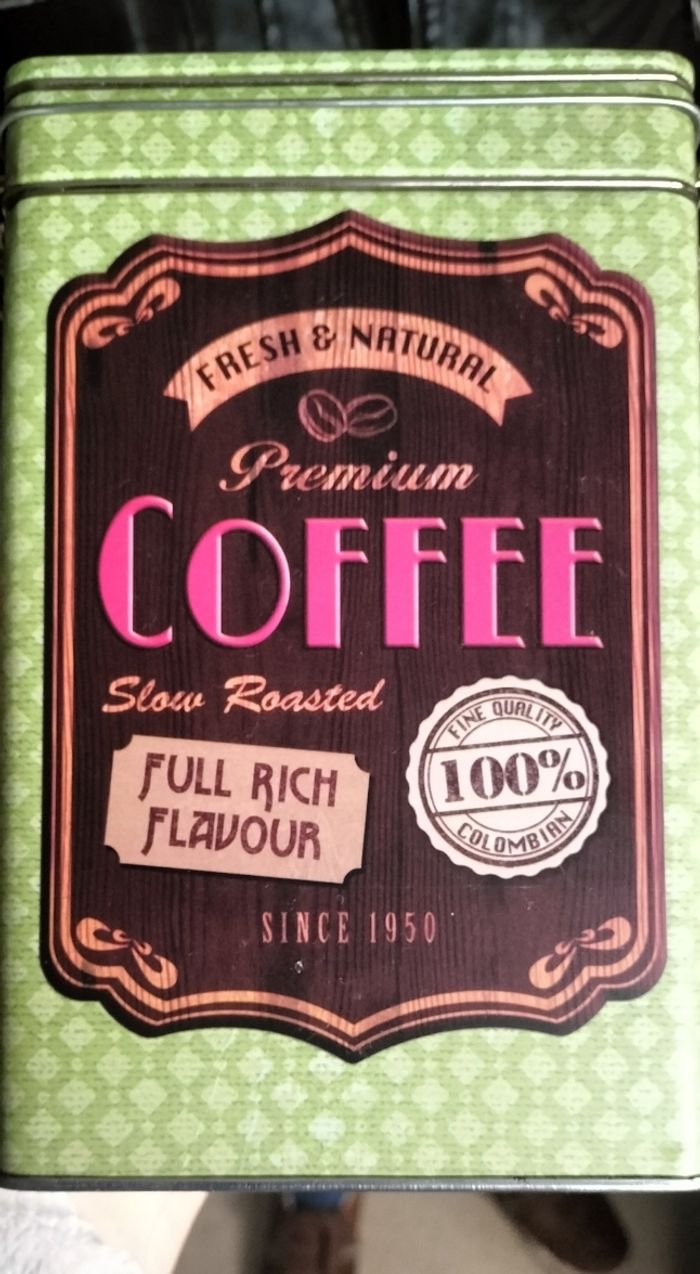 FRESH & NATURAL
Premium
COFFEE
Slow Roasted
FULL RICH
FLAVOUR
FINE QUALITY
100%
COLOMBIAN
SINCE 1950